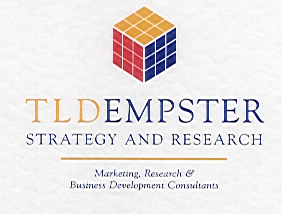 TLDEMPSTER
STRATEGY AND RESEARCH
Marketing, Research &
Business Development Consultants